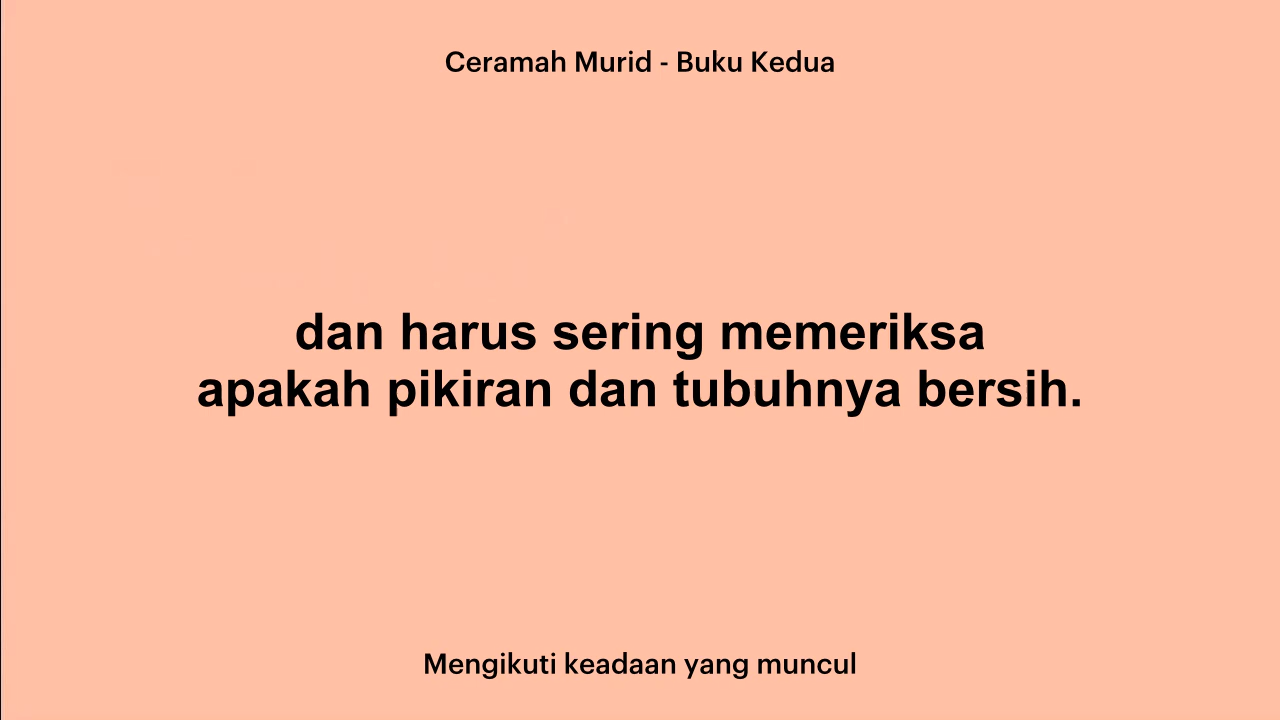 Ceramah Murid - Buku Kedua
dan harus sering memeriksa
apakah pikiran dan tubuhnya bersih.
Mengikuti keadaan yang muncul